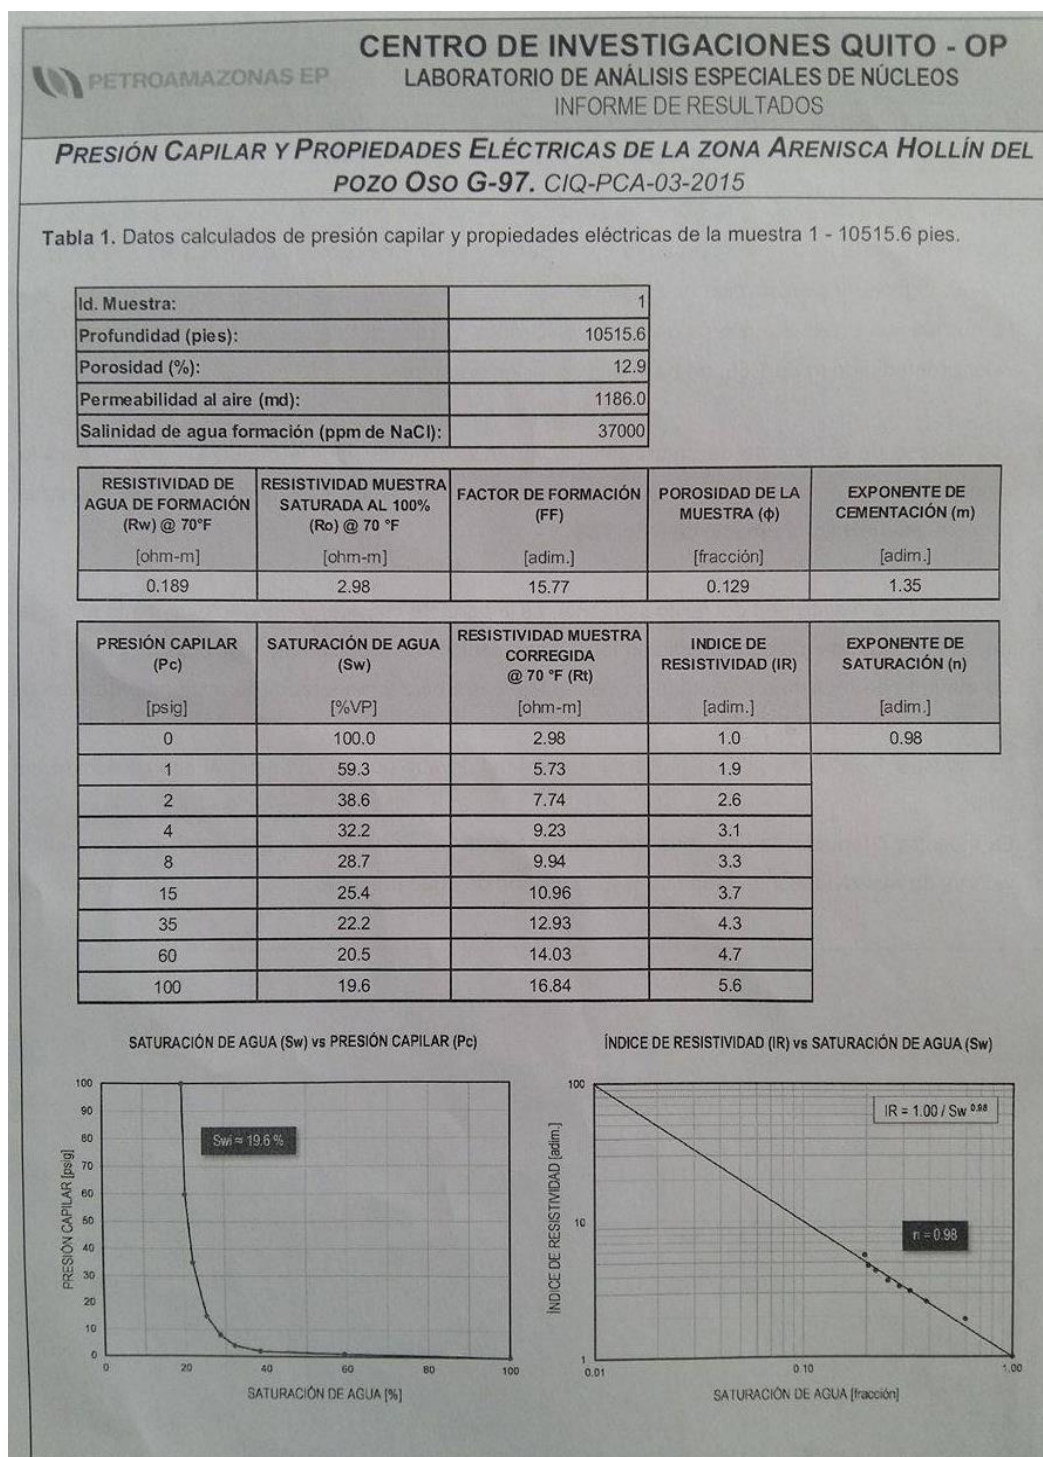 CENTRO DE INVESTIGACIONES QUITO - OP
PETROAMAZONAS EP
LABORATORIO DE ANÁLISIS ESPECIALES DE NÚCLEOS
INFORME DE RESULTADOS
PRESIÓN CAPILAR Y PROPIEDADES ELÉCTRICAS DE LA ZONA ARENISCA HOLLÍN DEL
POZO OSO G-97. CIQ-PCA-03-2015
Tabla 1. Datos calculados de presión capilar y propiedades eléctricas de la muestra 1 - 10515.6 pies.
Id. Muestra: 1
Profundidad (pies): 10515.6
Porosidad (%): 12.9
Permeabilidad al aire (md): 1186.0
Salinidad de agua formación (ppm de NaCl): 37000
RESISTIVIDAD DE AGUA DE FORMACIÓN (Rw) @ 70°F [ohm-m]
RESISTIVIDAD MUESTRA SATURADA AL 100% (Ro) @ 70 °F [ohm-m]
FACTOR DE FORMACIÓN (FF) [adim.]
POROSIDAD DE LA MUESTRA (ɸ) [fracción]
EXPONENTE DE CEMENTACIÓN (m) [adim.]
0.189 2.98 15.77 0.129 1.35
PRESIÓN CAPILAR (Pc) [psig]
SATURACIÓN DE AGUA (Sw) [%VP]
RESISTIVIDAD MUESTRA CORREGIDA @ 70 °F (Rt) [ohm-m]
INDICE DE RESISTIVIDAD (IR) [adim.]
EXPONENTE DE SATURACIÓN (n) [adim.]
0 100.0 2.98 1.0 0.98
1 59.3 5.73 1.9
2 38.6 7.74 2.6
4 32.2 9.23 3.1
8 28.7 9.94 3.3
15 25.4 10.96 3.7
35 22.2 12.93 4.3
60 20.5 14.03 4.7
100 19.6 16.84 5.6
SATURACIÓN DE AGUA (Sw) vs PRESIÓN CAPILAR (Pc)
PRESIÓN CAPILAR [psig]
100
90
80
70
60
50
40
30
20
10
0
Swi = 19.6 %
0 20 40 60 80 100
SATURACIÓN DE AGUA [%]
ÍNDICE DE RESISTIVIDAD (IR) vs SATURACIÓN DE AGUA (Sw)
ÍNDICE DE RESISTIVIDAD [adim.]
100
10
1
IR = 1.00 / Sw 0.98
n = 0.98
0.01 0.10 1.00
SATURACIÓN DE AGUA [fracción]